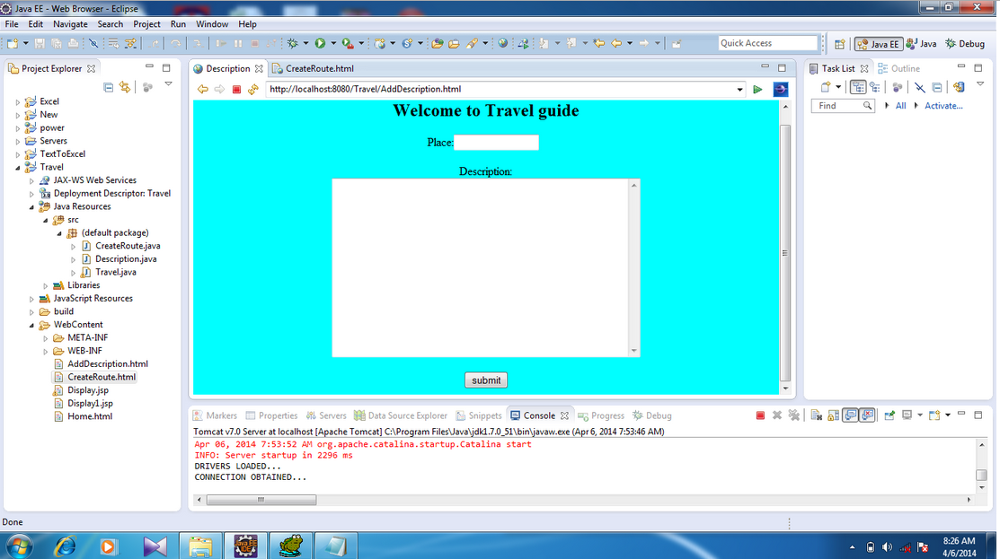 Java EE - Web Browser - Eclipse
File Edit Navigate Search Project Run Window Help
Quick Access
Java EE
Java
Debug
Project Explorer
Excel
New
power
Servers
TextToExcel
Travel
JAX-WS Web Services
Deployment Descriptor: Travel
Java Resources
src
(default package)
CreateRoute.java
Description.java
Travel.java
Libraries
JavaScript Resources
build
WebContent
META-INF
WEB-INF
AddDescription.html
CreateRoute.html
Display.jsp
Display1.jsp
Home.html
Description
CreateRoute.html
http://localhost:8080/Travel/AddDescription.html
Welcome to Travel guide
Place:
Description:
submit
Task List
Outline
Find
All
Activate...
Markers Properties Servers Data Source Explorer Snippets Console Progress Debug
Tomcat v7.0 Server at localhost [Apache Tomcat] C:\Program Files\Java\jdk1.7.0_51\bin\javaw.exe (Apr 6, 2014 7:53:46 AM)
Apr 06, 2014 7:53:52 AM org.apache.catalina.startup.Catalina start
INFO: Server startup in 2296 ms
DRIVERS LOADED...
CONNECTION OBTAINED...
Done
Java EE
IDE
8:26 AM
4/6/2014